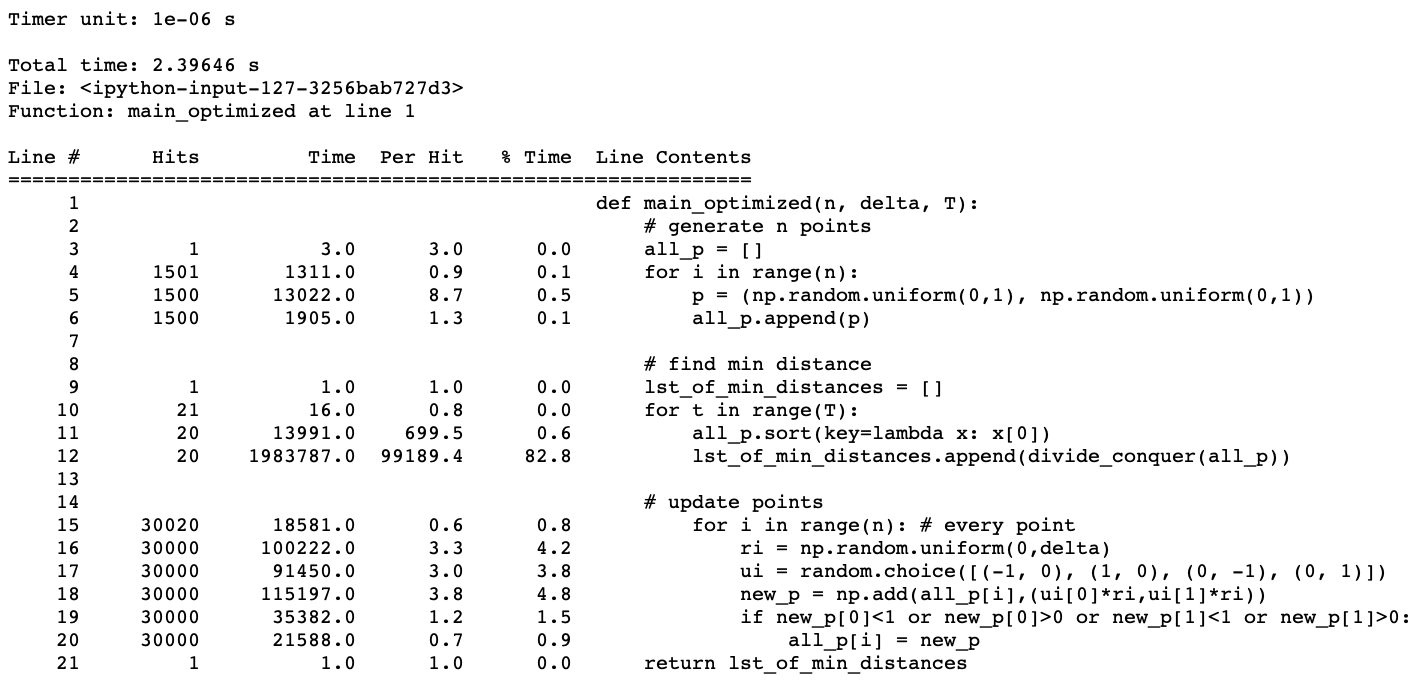 Timer unit: 1e-06 s
Total time: 2.39646 s
File: <ipython-input-127-3256bab727d3>
Function: main_optimized at line 1
Line #      Hits         Time  Per Hit   % Time  Line Contents
==============================================================
     1                                           def main_optimized(n, delta, T):
     2                                               # generate n points
     3         1          3.0      3.0      0.0      all_p = []
     4      1501       1311.0      0.9      0.1      for i in range(n):
     5      1500      13022.0      8.7      0.5          p = (np.random.uniform(0,1), np.random.uniform(0,1))
     6      1500       1905.0      1.3      0.1          all_p.append(p)
     7
     8                                               # find min distance
     9         1          1.0      1.0      0.0      lst_of_min_distances = []
    10        21         16.0      0.8      0.0      for t in range(T):
    11        20      13991.0    699.5      0.6          all_p.sort(key=lambda x: x[0])
    12        20    1983787.0  99189.4     82.8          lst_of_min_distances.append(divide_conquer(all_p))
    13
    14                                               # update points
    15     30020      18581.0      0.6      0.8          for i in range(n): # every point
    16     30000     100222.0      3.3      4.2              ri = np.random.uniform(0,delta)
    17     30000      91450.0      3.0      3.8              ui = random.choice([(-1, 0), (1, 0), (0, -1), (0, 1)])
    18     30000     115197.0      3.8      4.8              new_p = np.add(all_p[i],(ui[0]*ri,ui[1]*ri))
    19     30000      35382.0      1.2      1.5              if new_p[0]<1 or new_p[0]>0 or new_p[1]<1 or new_p[1]>0:
    20     30000      21588.0      0.7      0.9                  all_p[i] = new_p
    21         1          1.0      1.0      0.0      return lst_of_min_distances